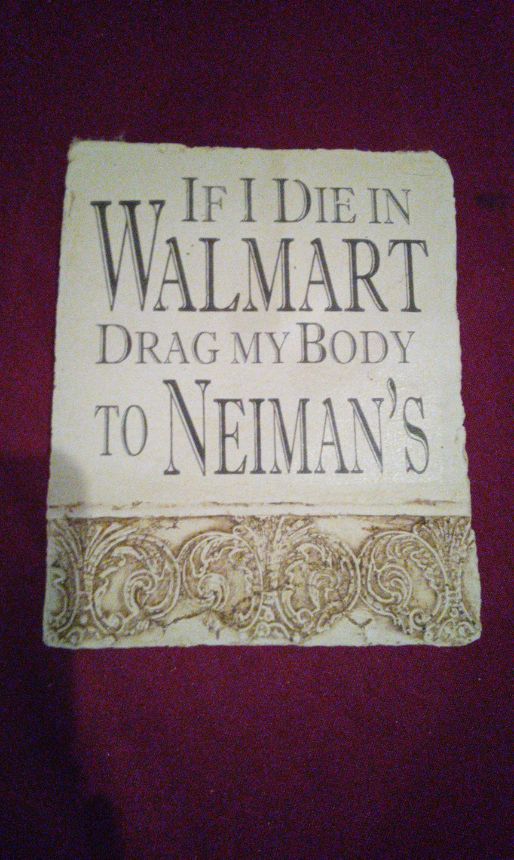 If I Die in
Walmart
Drag my Body
to Neiman's